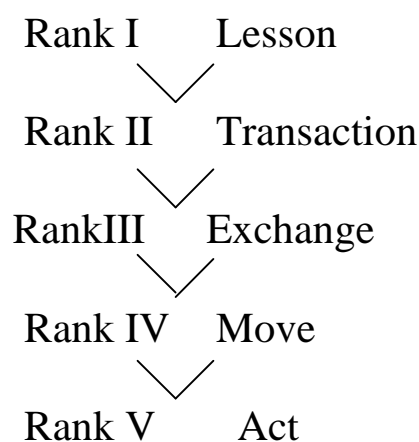 Rank I Lesson
Rank II Transaction
RankIII Exchange
Rank IV Move
Rank V Act